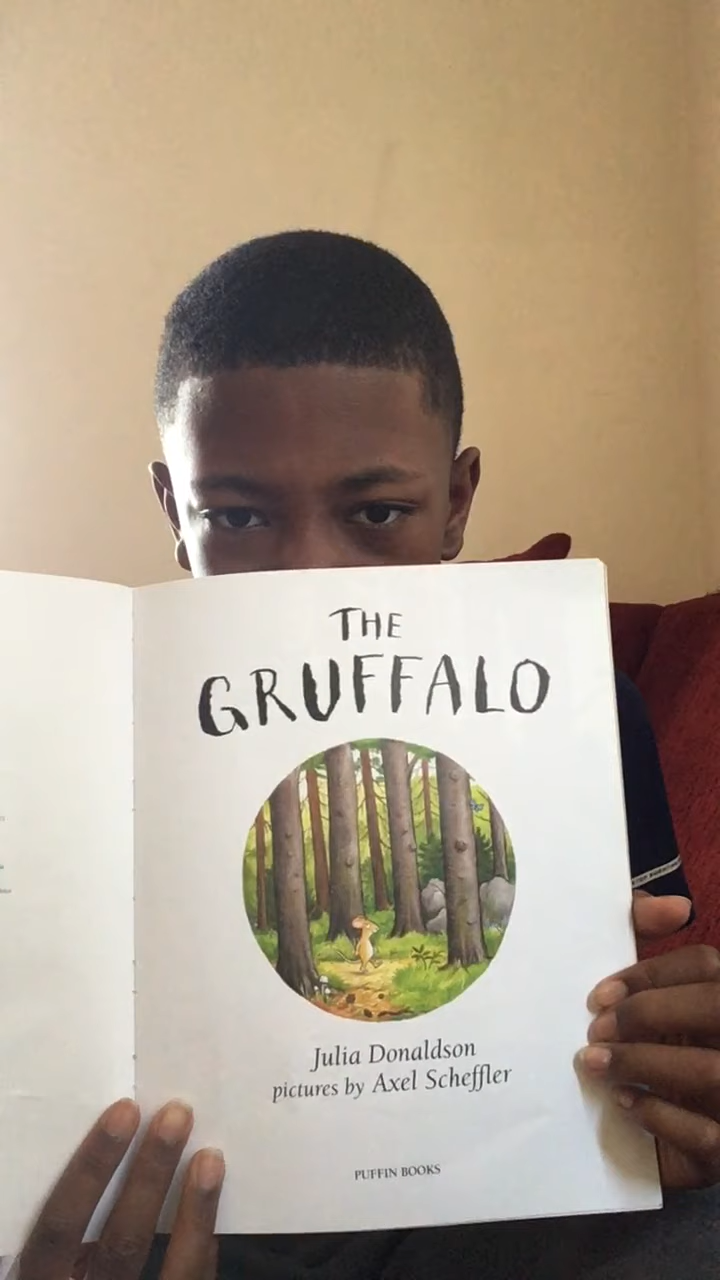 THE
GRUFFALO
Julia Donaldson
pictures by Axel Scheffler
PUFFIN BOOKS